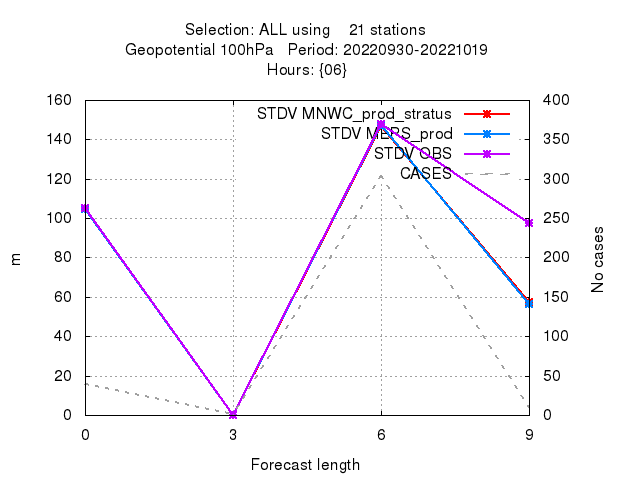 Selection: ALL using    21 stations
Geopotential 100hPa   Period: 20220930-20221019
Hours: {06}
160 400
STDV MNWC_prod_stratus
140 350
STDV MEPS_prod
STDV OBS
120 300
CASES
100 250
80 200
60 150
40 100
20 50
0 0
m
No cases
0 3 6 9
Forecast length